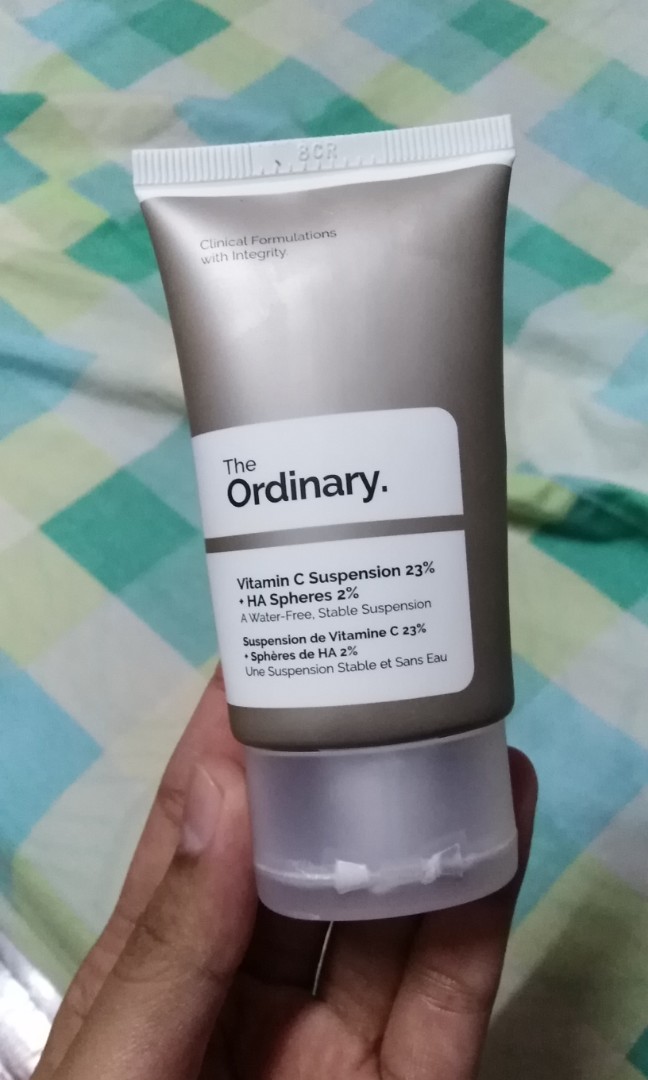 8CR
Clinical Formulations
with Integrity.
The
Ordinary.
Vitamin C Suspension 23%
+ HA Spheres 2%
A Water-Free, Stable Suspension
Suspension de Vitamine C 23%
+ Sphères de HA 2%
Une Suspension Stable et Sans Eau